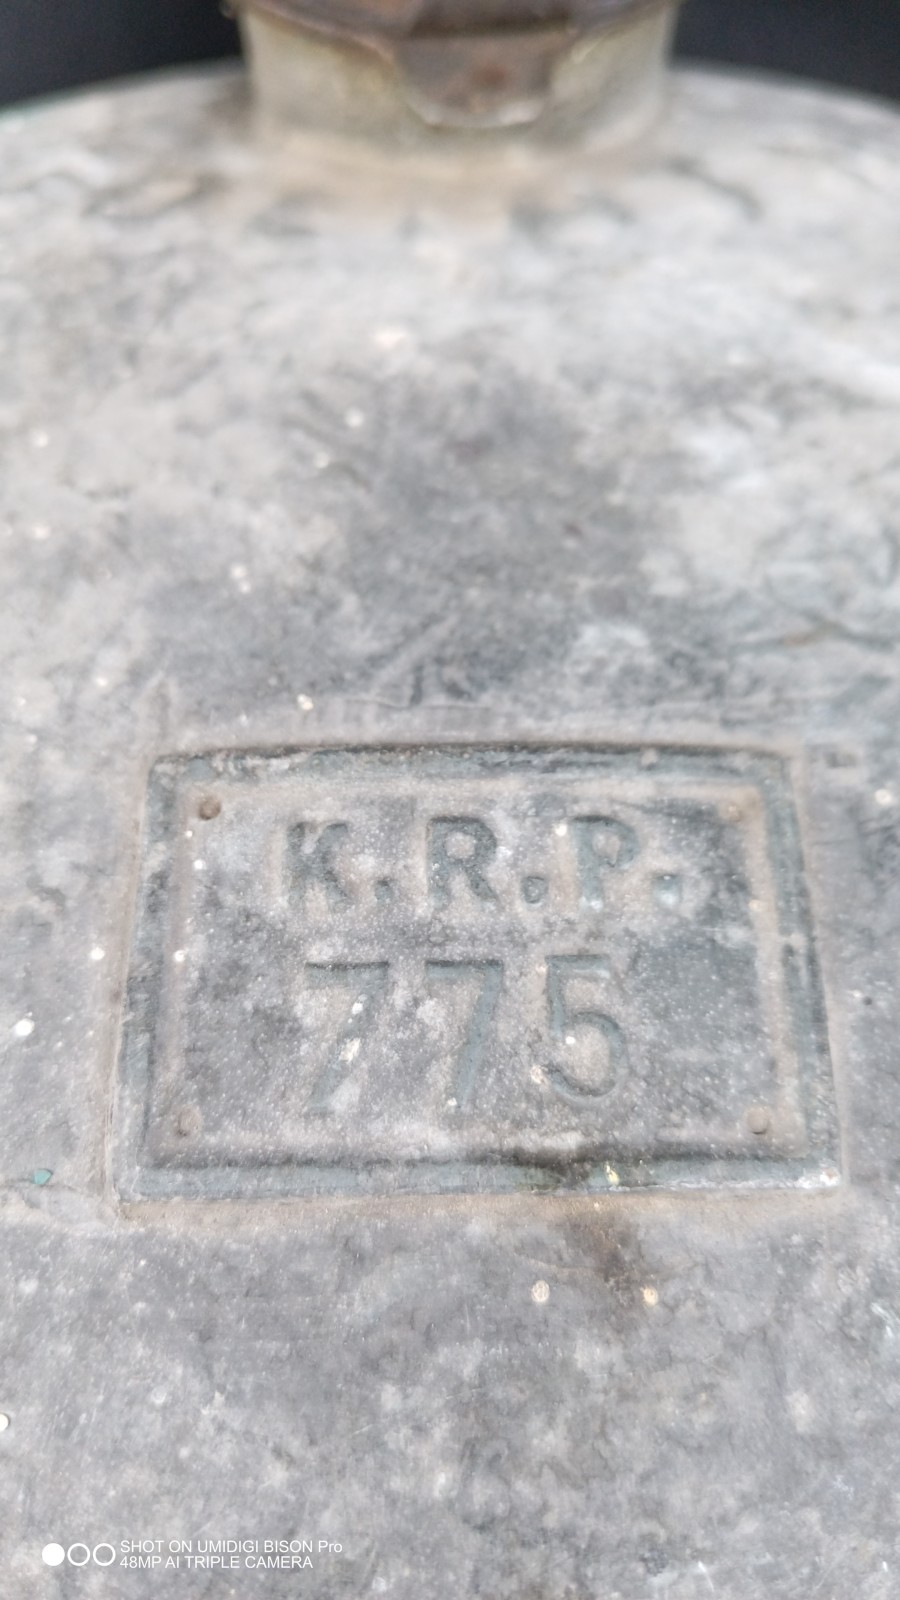 K.R.P.
775
SHOT ON UMIDIGI BISON Pro
48MP AI TRIPLE CAMERA